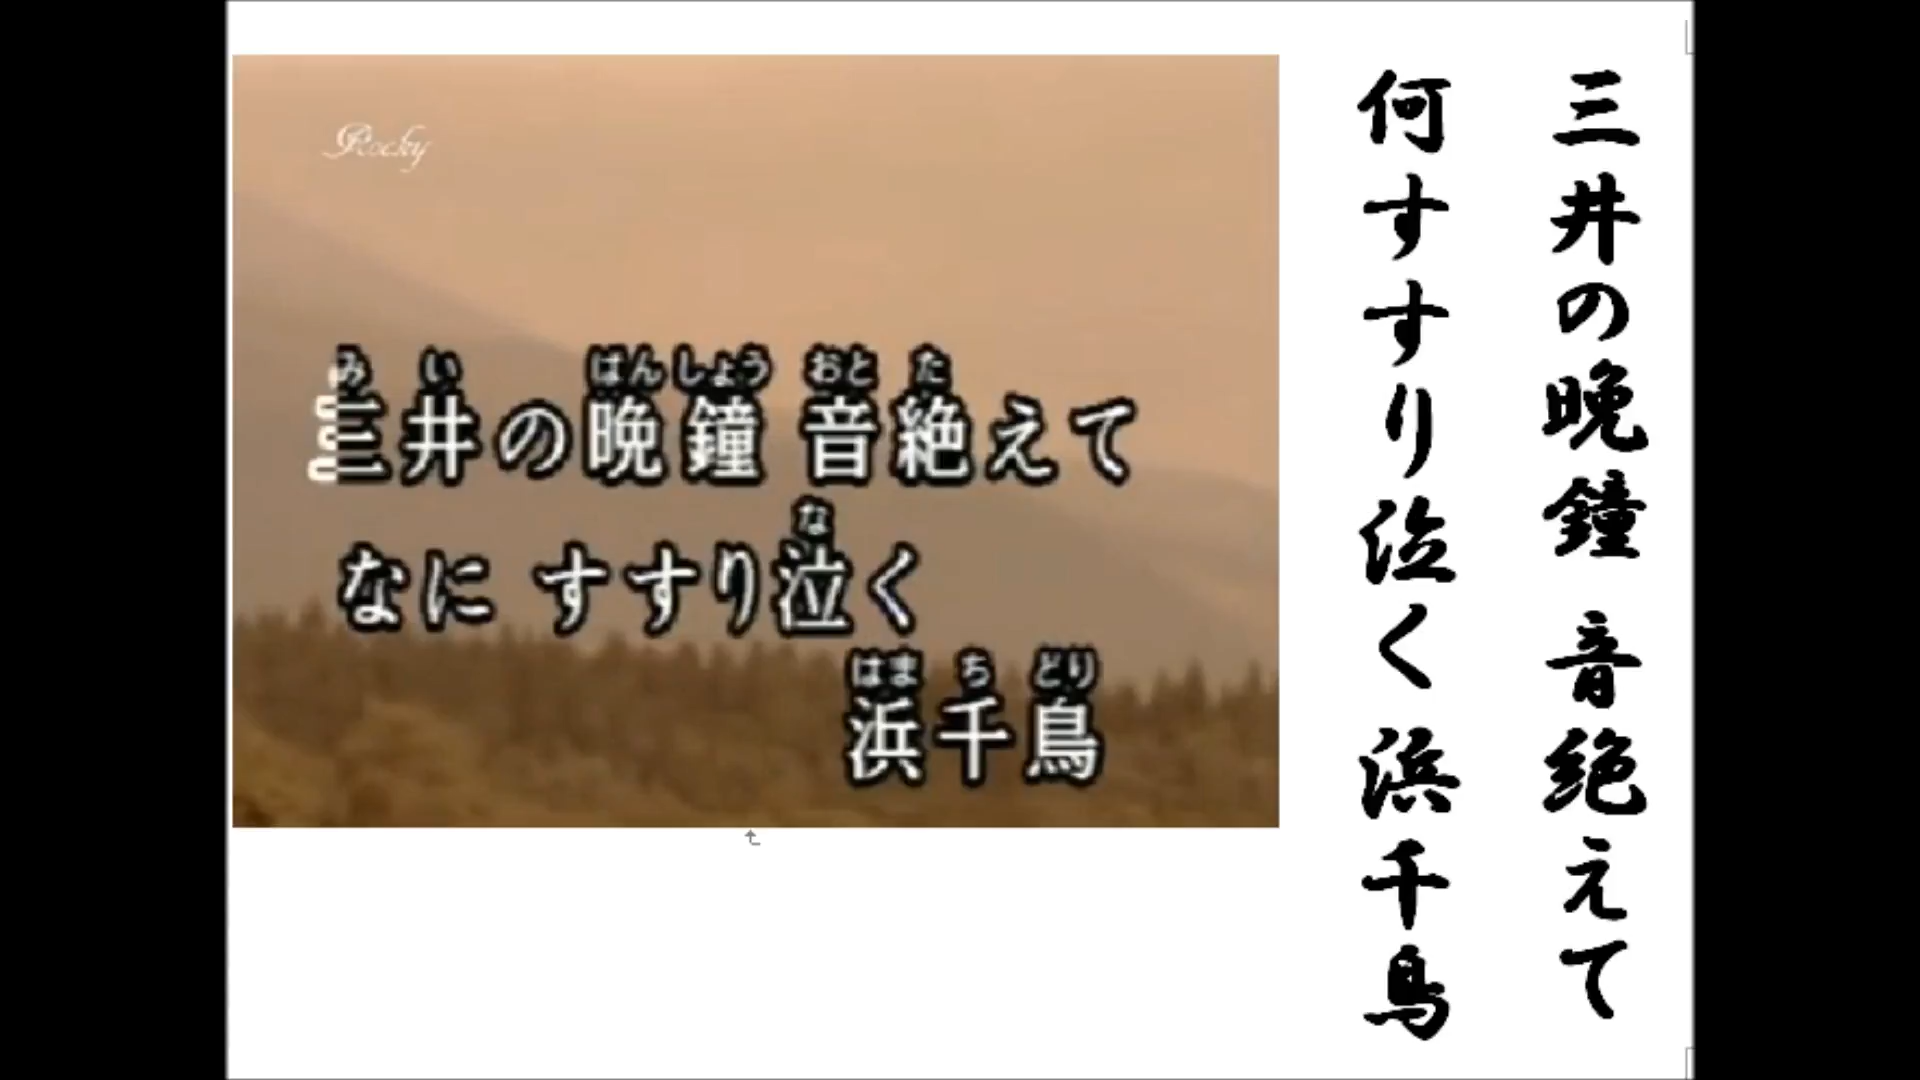 Rocky
み い ばんしょう おと た
三井の晩鐘 音絶えて
な
なに すすり泣く
はま ち どり
浜千鳥
三井の晩鐘 音絶えて
何すすり泣く浜千鳥